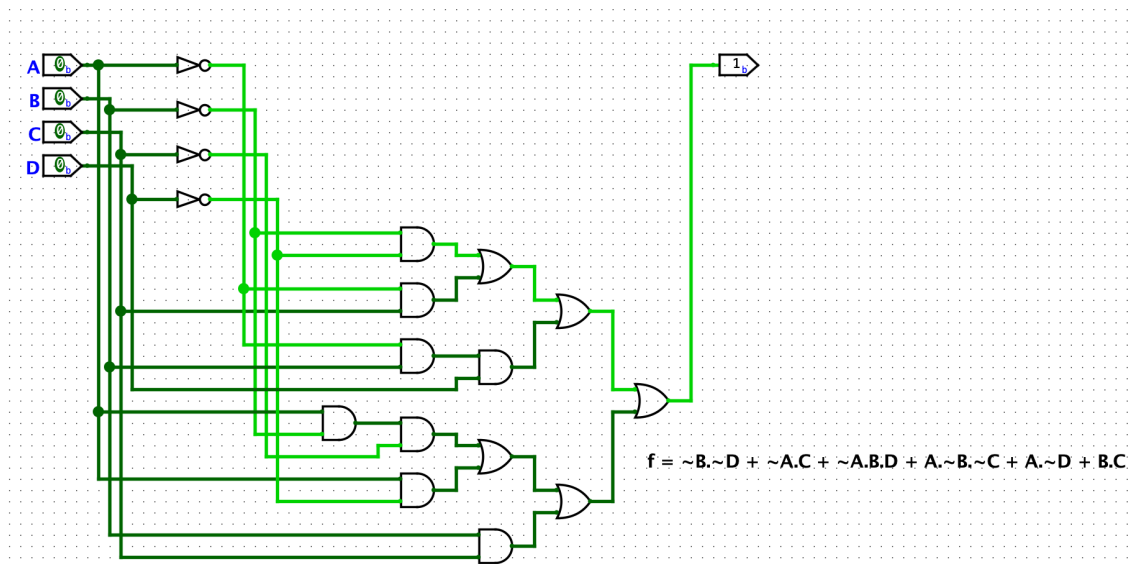 A 0b
1b
B 0b
C 0b
D 0b
f = ~B.~D + ~A.C + ~A.B.D + A.~B.~C + A.~D + B.C